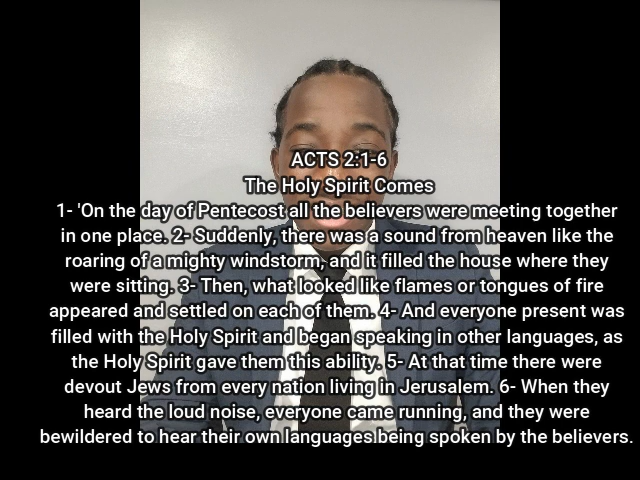 ACTS 2:1-6
The Holy Spirit Comes
1- 'On the day of Pentecost all the believers were meeting together
in one place. 2- Suddenly, there was a sound from heaven like the
roaring of a mighty windstorm, and it filled the house where they
were sitting. 3- Then, what looked like flames or tongues of fire
appeared and settled on each of them. 4- And everyone present was
filled with the Holy Spirit and began speaking in other languages, as
the Holy Spirit gave them this ability. 5- At that time there were
devout Jews from every nation living in Jerusalem. 6- When they
heard the loud noise, everyone came running, and they were
bewildered to hear their own languages being spoken by the believers.